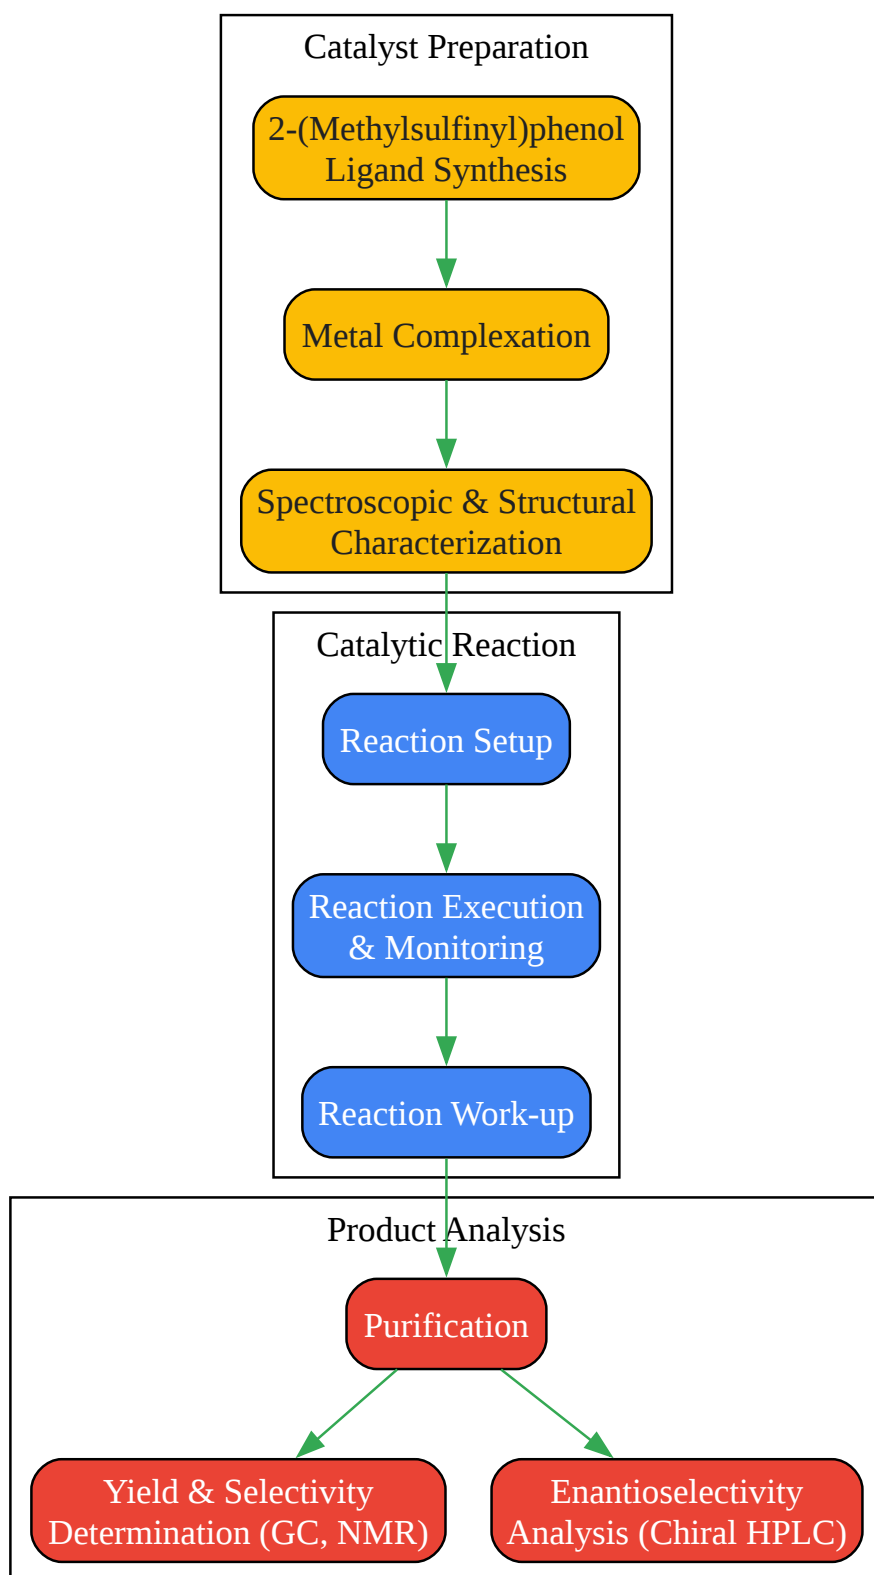 Catalyst Preparation
2-(Methylsulfinyl)phenol
Ligand Synthesis
Metal Complexation
Spectroscopic & Structural
Characterization
Catalytic Reaction
Reaction Setup
Reaction Execution
& Monitoring
Reaction Work-up
Product Analysis
Purification
Yield & Selectivity
Determination (GC, NMR)
Enantioselectivity
Analysis (Chiral HPLC)